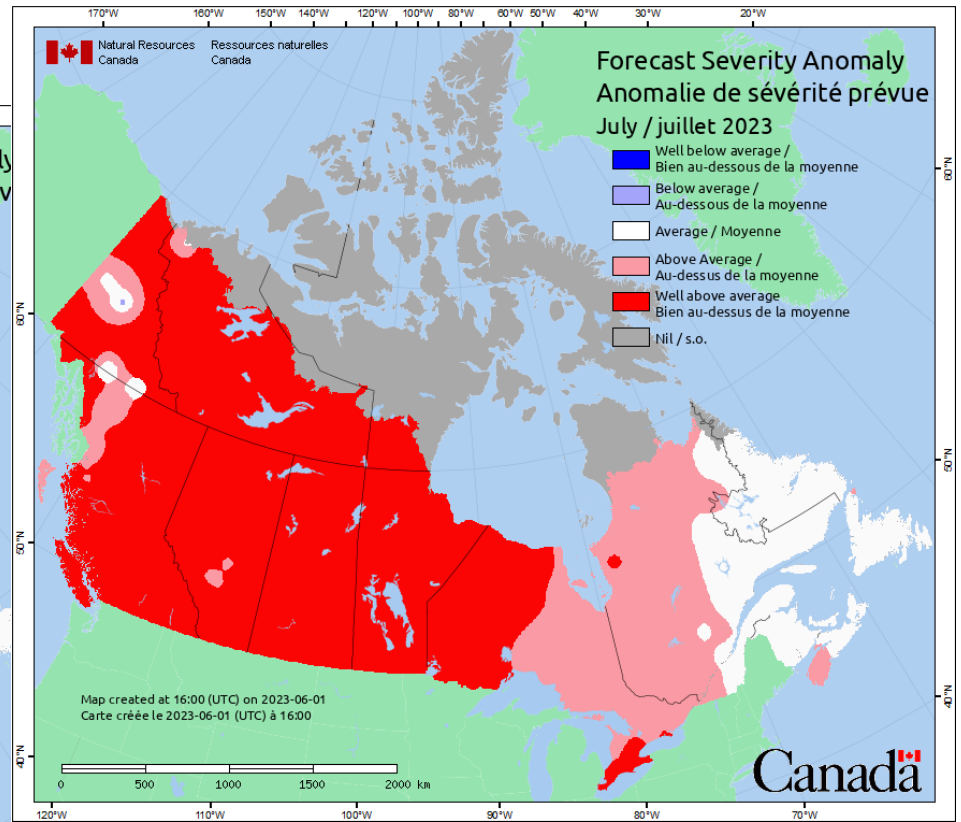 170°W 160°W 150°W 140°W 120°W 100°W 80°W 60°W 50°W 40°W 30°W 20°W
Natural Resources Ressources naturelles
Canada Canada
Forecast Severity Anomaly
Anomalie de sévérité prévue
July / juillet 2023
Well below average /
Bien au-dessous de la moyenne
Below average /
Au-dessous de la moyenne
Average / Moyenne
Above Average /
Au-dessus de la moyenne
Well above average
Bien au-dessus de la moyenne
Nil / s.o.
ly
v
60°N
60°N
50°N
50°N
40°N
40°N
Map created at 16:00 (UTC) on 2023-06-01
Carte créée le 2023-06-01 (UTC) à 16:00
0 500 1000 1500 2000 km
Canada
120°W 110°W 100°W 90°W 80°W 70°W